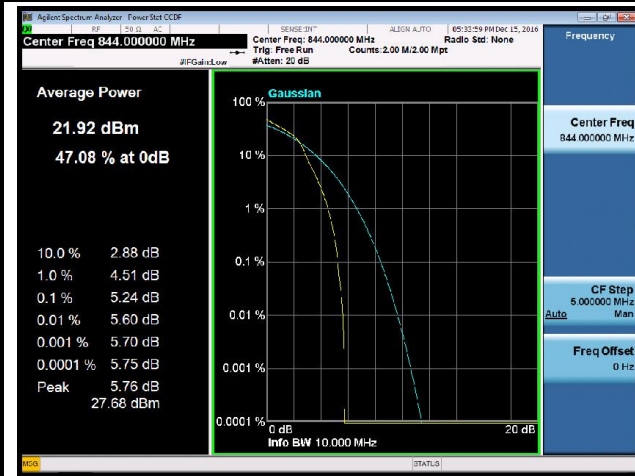 Agilent Spectrum Analyzer - Power Stat CCDF
RF 50 Ω AC SENSE:INT ALIGN AUTO 05:33:59 PM Dec 15, 2016
Center Freq 844.000000 MHz
Center Freq: 844.000000 MHz Radio Std: None
Trig: Free Run Counts:2.00 M/2.00 Mpt
#IFGain:Low #Atten: 20 dB
Average Power
21.92 dBm
47.08 % at 0dB
10.0 % 2.88 dB
1.0 % 4.51 dB
0.1 % 5.24 dB
0.01 % 5.60 dB
0.001 % 5.70 dB
0.0001 % 5.75 dB
Peak 5.76 dB
27.68 dBm
Gaussian
100 %
10 %
1 %
0.1 %
0.01 %
0.001 %
0.0001 %
0 dB 20 dB
Info BW 10.000 MHz
Frequency
Center Freq
844.000000 MHz
CF Step
5.000000 MHz
Auto Man
Freq Offset
0 Hz
MSG STATUS